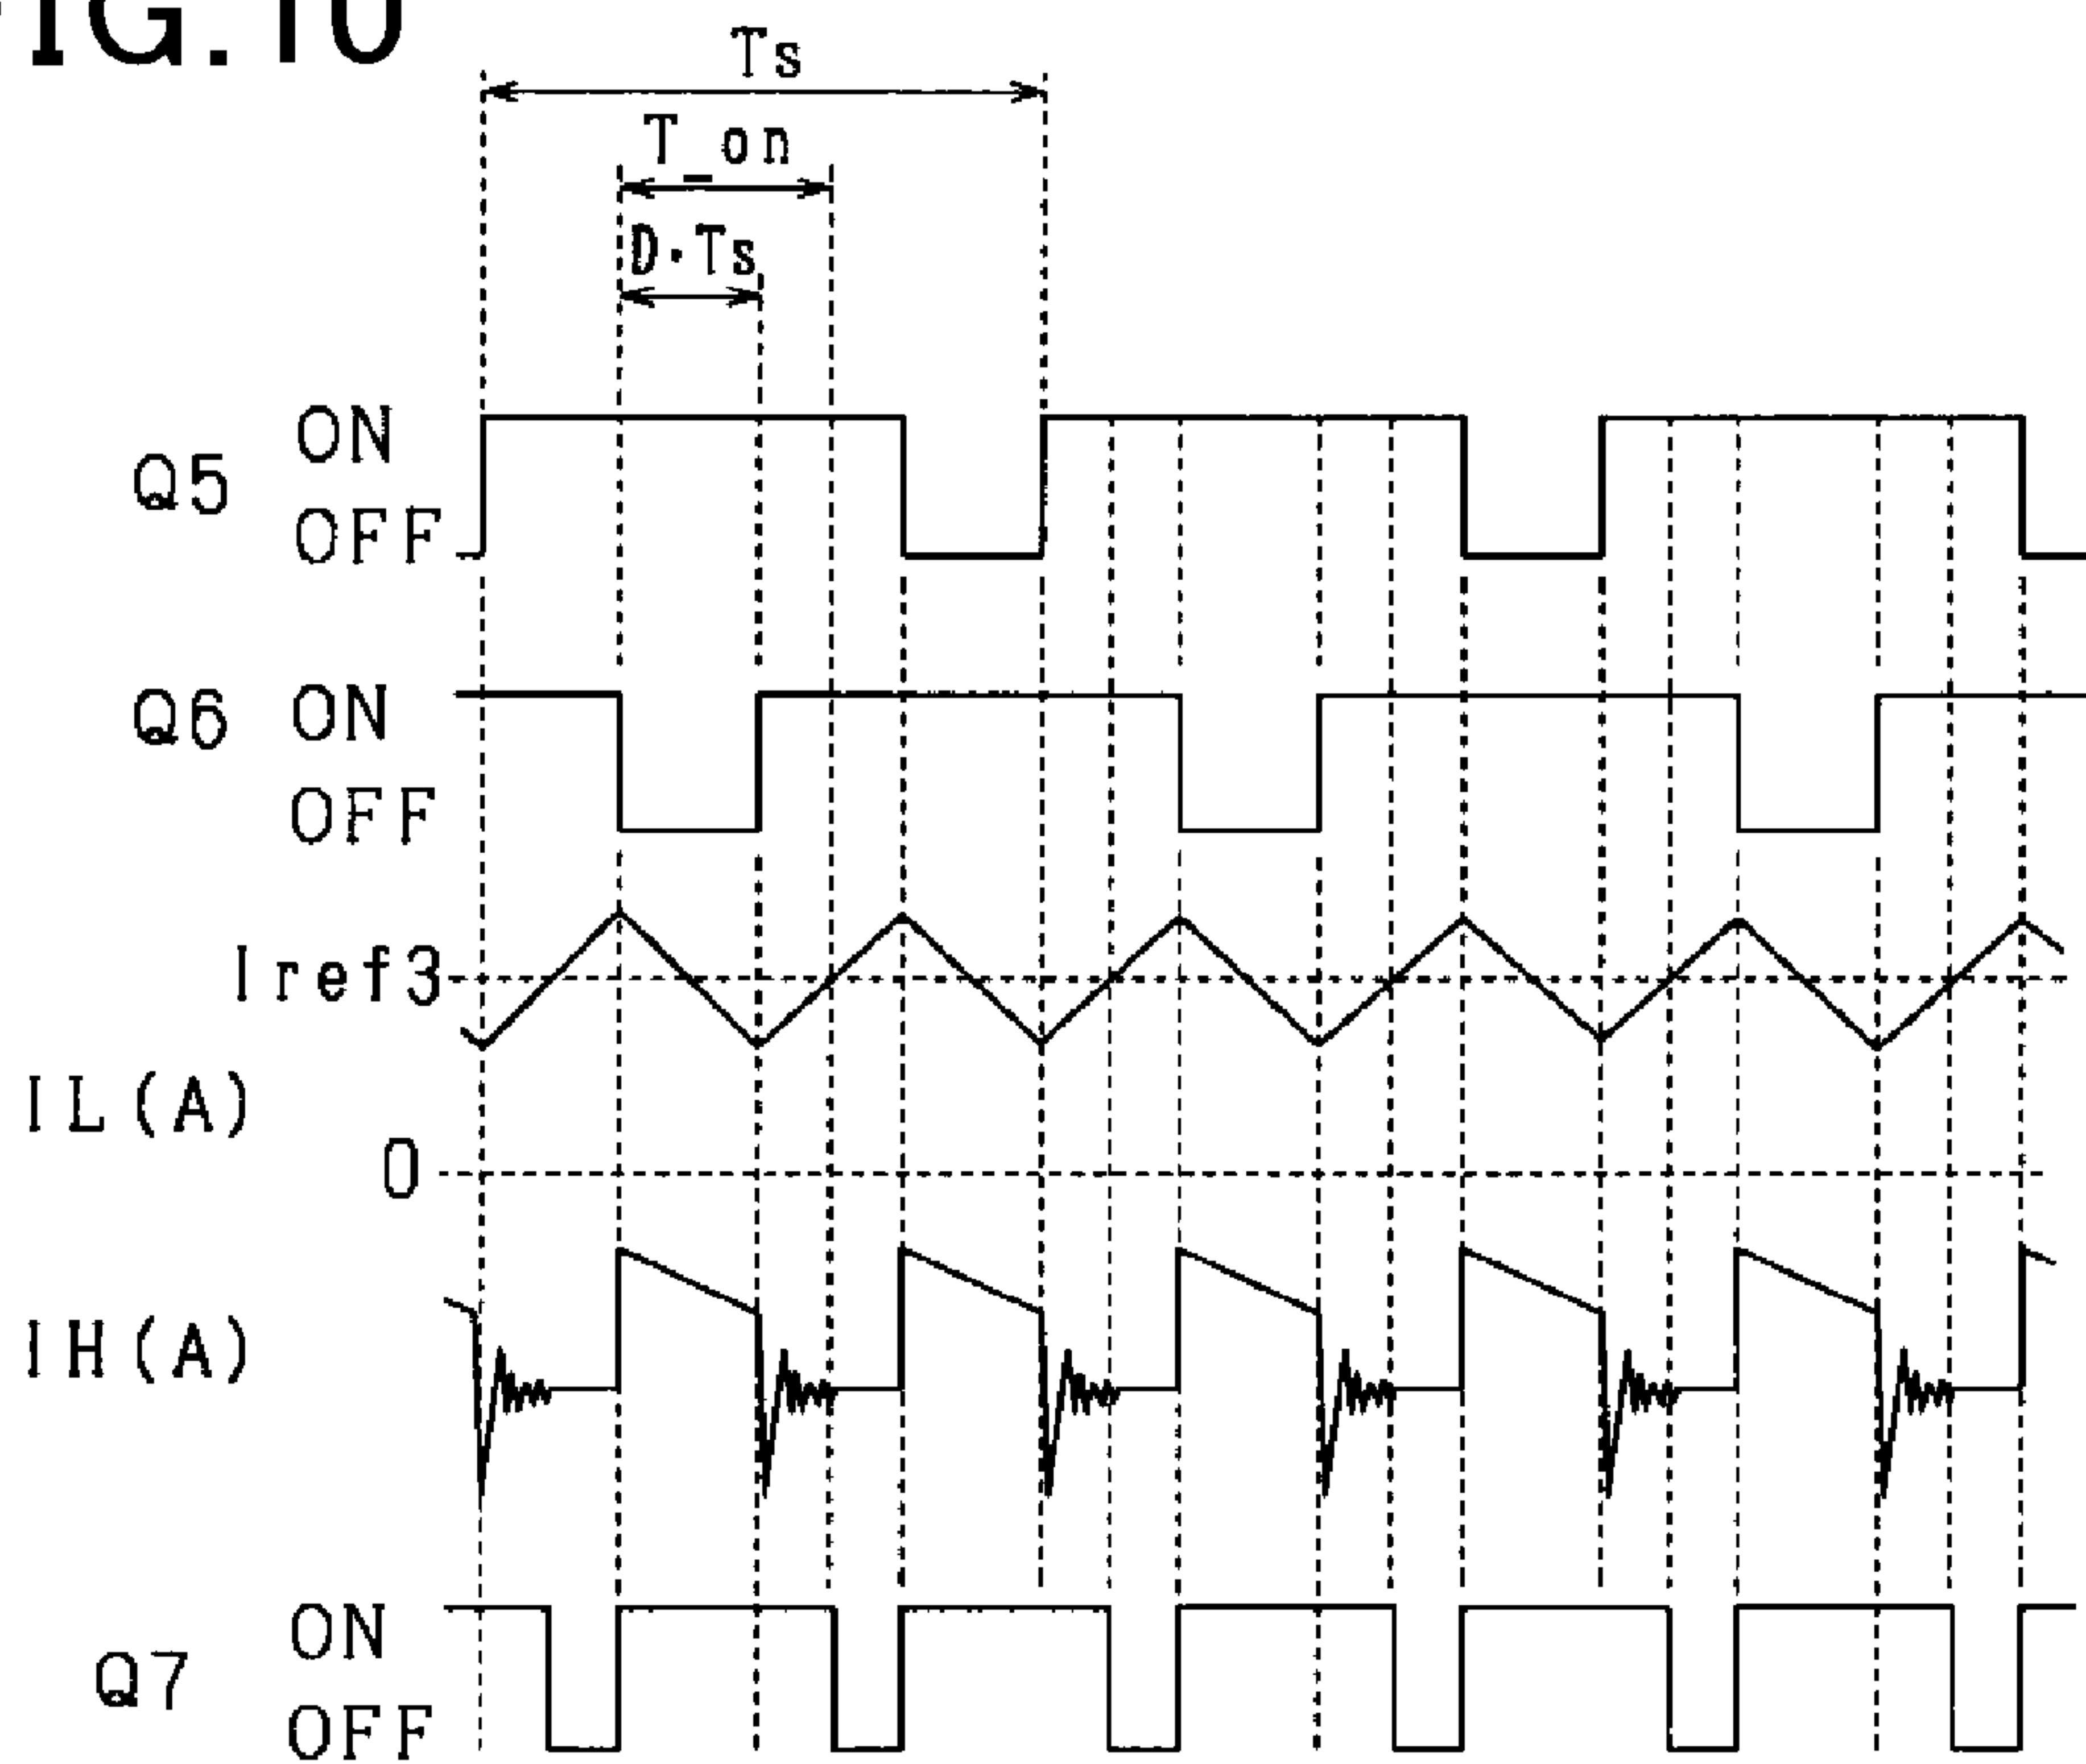 FIG.10
Ts
T_on
D·Ts
Q5 ON
OFF
Q6 ON
OFF
Iref3
IL(A)
0
IH(A)
ON
Q7
OFF